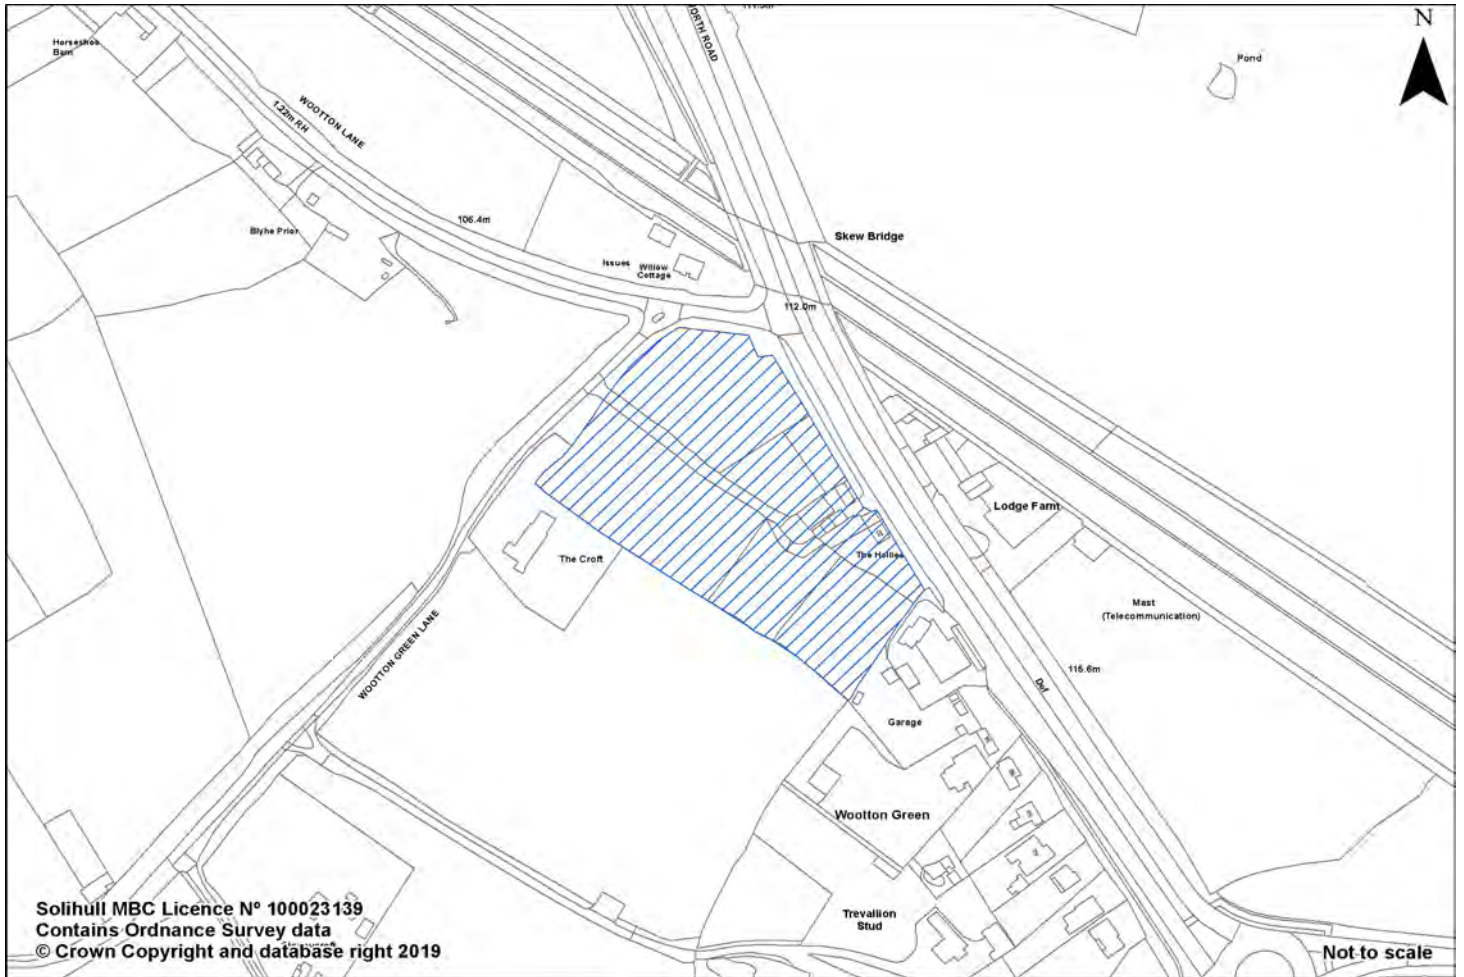 N
Horseshoe
Barn
WORTH ROAD
Pond
WOOTTON LANE
1.22m RH
106.4m
Blyhe Prior
Skew Bridge
Issues
Willow
Cottage
112.0m
Lodge Farm
The Croft
The Hollies
Mast
(Telecommunication)
WOOTTON GREEN LANE
115.6m
Def
Garage
Wootton Green
Trevallion
Stud
Solihull MBC Licence Nº 100023139
Contains Ordnance Survey data
© Crown Copyright and database right 2019
Not to scale